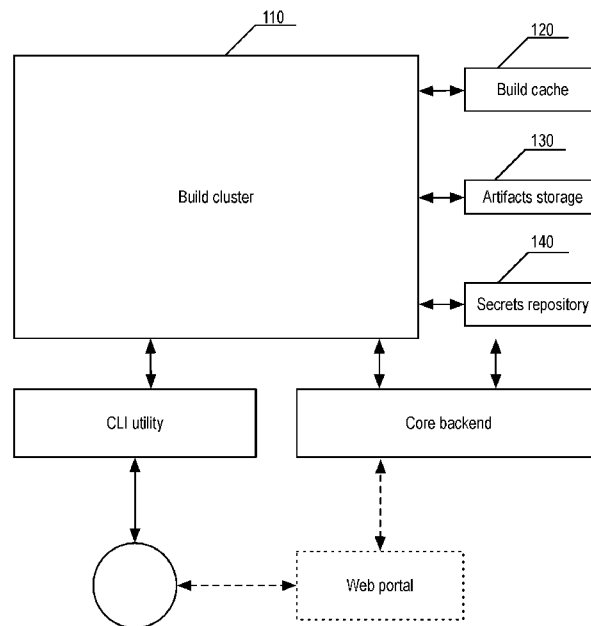 110
120
Build cache
130
Build cluster
Artifacts storage
140
Secrets repository
CLI utility
Core backend
Web portal